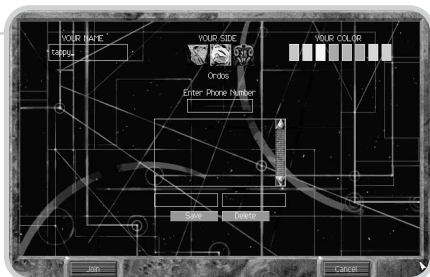 YOUR NAME
YOUR SIDE
YOUR COLOR
tappy_
Ordos
Enter Phone Number
Save
Delete
Join
Cancel